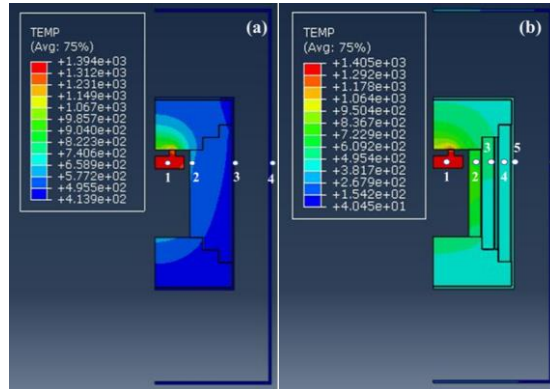 (a)
TEMP
(Avg: 75%)
+1.394e+03
+1.312e+03
+1.231e+03
+1.149e+03
+1.067e+03
+9.857e+02
+9.040e+02
+8.223e+02
+7.406e+02
+6.589e+02
+5.772e+02
+4.955e+02
+4.139e+02
1 2 3 4
(b)
TEMP
(Avg: 75%)
+1.405e+03
+1.292e+03
+1.178e+03
+1.064e+03
+9.504e+02
+8.367e+02
+7.229e+02
+6.092e+02
+4.954e+02
+3.817e+02
+2.679e+02
+1.542e+02
+4.045e+01
1 2 3 4 5